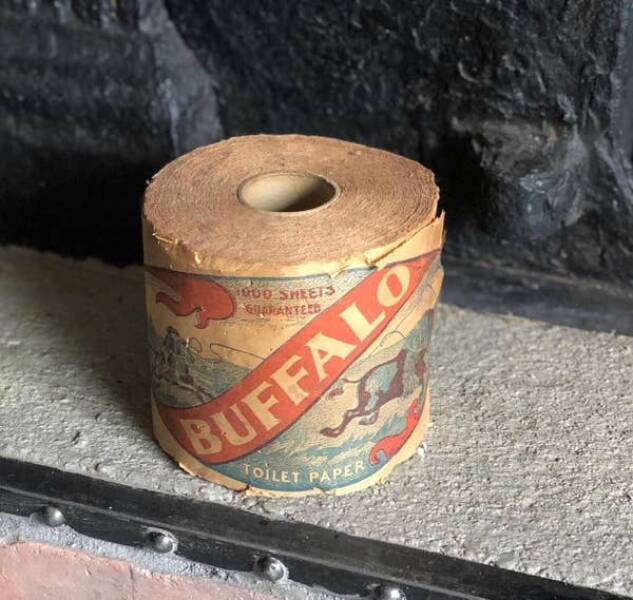 1000 SHEETS
GUARANTEED
BUFFALO
TOILET PAPER